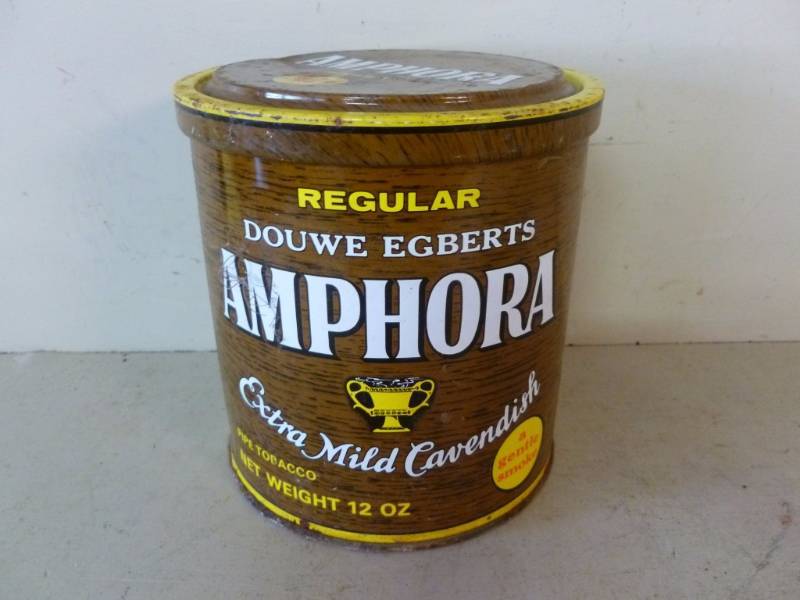 AMPHORA
REGULAR
DOUWE EGBERTS
AMPHORA
Extra Mild Cavendish
a
gentle
smoke
PIPE TOBACCO
NET WEIGHT 12 OZ